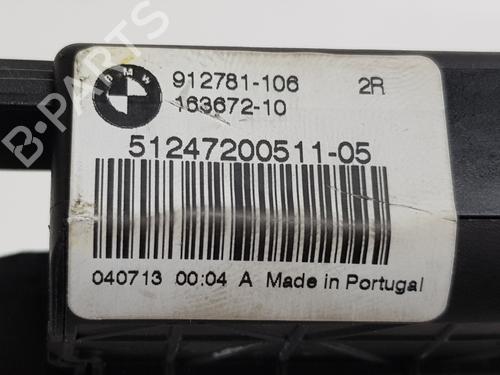 B-PARTS
BMW
912781-106 2R
163672-10
51247200511-05
040713 00:04 A Made in Portugal